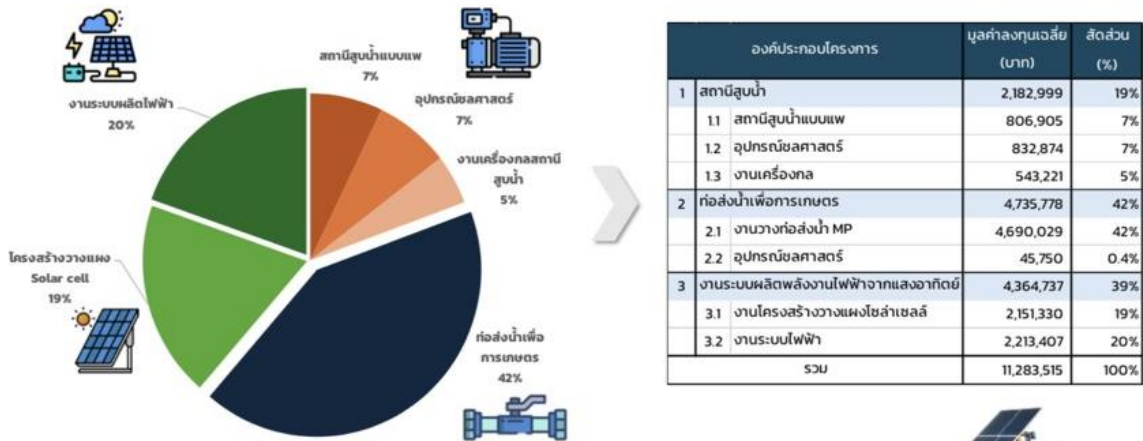 สถานีสูบน้ำแบบแพ
7%
อุปกรณ์ชลศาสตร์
7%
งานเครื่องกลสถานี
สูบน้ำ
5%
ท่อส่งน้ำเพื่อ
การเกษตร
42%
โครงสร้างวางแผง
Solar cell
19%
งานระบบผลิตไฟฟ้า
20%
องค์ประกอบโครงการ มูลค่าลงทุนเฉลี่ย (บาท) สัดส่วน (%)
1 สถานีสูบน้ำ 2,182,999 19%
1.1 สถานีสูบน้ำแบบแพ 806,905 7%
1.2 อุปกรณ์ชลศาสตร์ 832,874 7%
1.3 งานเครื่องกล 543,221 5%
2 ท่อส่งน้ำเพื่อการเกษตร 4,735,778 42%
2.1 งานวางท่อส่งน้ำ MP 4,690,029 42%
2.2 อุปกรณ์ชลศาสตร์ 45,750 0.4%
3 งานระบบผลิตพลังงานไฟฟ้าจากแสงอาทิตย์ 4,364,737 39%
3.1 งานโครงสร้างวางแผงโซล่าเซลล์ 2,151,330 19%
3.2 งานระบบไฟฟ้า 2,213,407 20%
รวม 11,283,515 100%